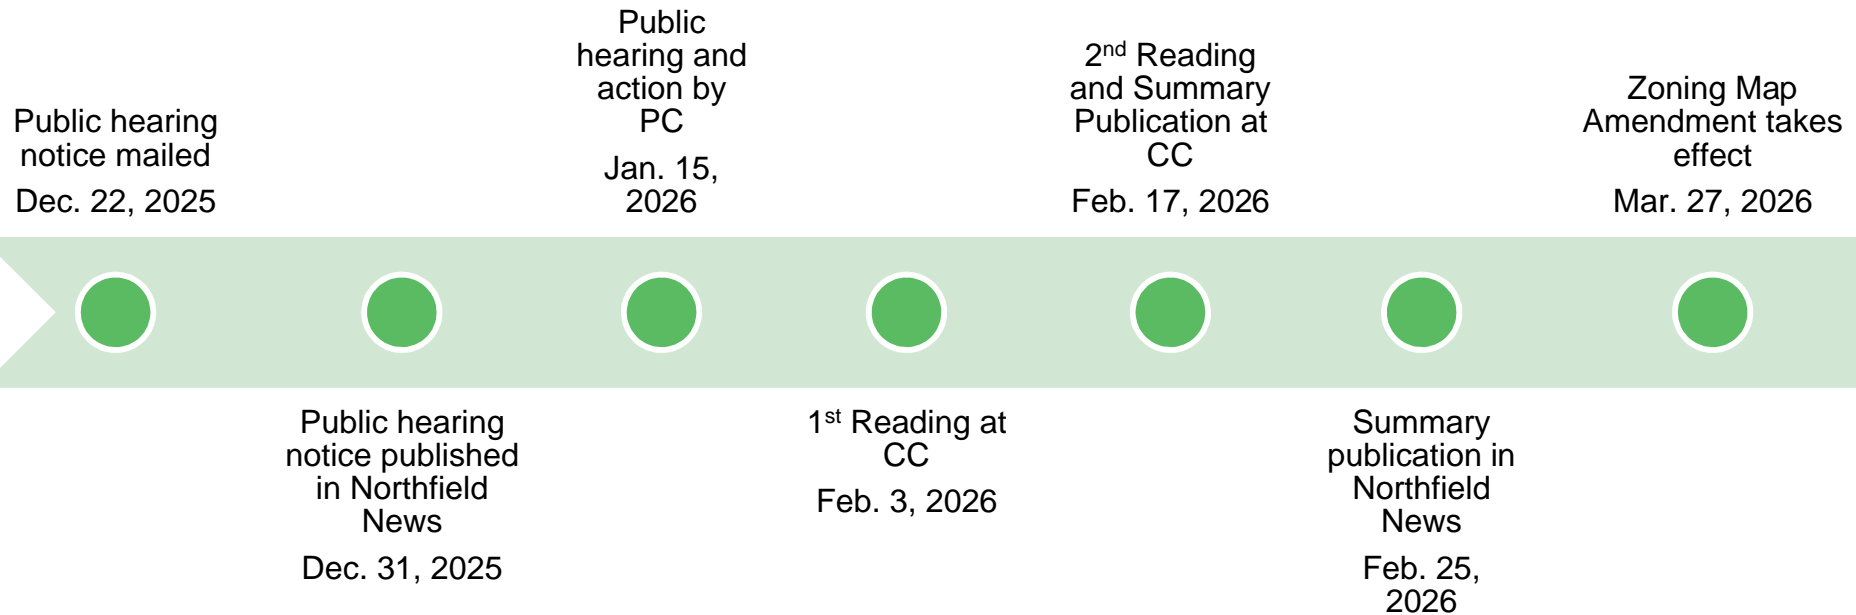 Public hearing
notice mailed
Dec. 22, 2025
Public hearing
notice published
in Northfield
News
Dec. 31, 2025
Public
hearing and
action by
PC
Jan. 15,
2026
1st Reading at
CC
Feb. 3, 2026
2nd Reading
and Summary
Publication at
CC
Feb. 17, 2026
Summary
publication in
Northfield
News
Feb. 25,
2026
Zoning Map
Amendment takes
effect
Mar. 27, 2026